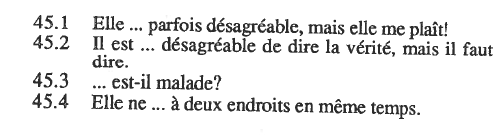 45.1 Elle ... parfois désagréable, mais elle me plaît!
45.2 Il est ... désagréable de dire la vérité, mais il faut
dire.
45.3 ... est-il malade?
45.4 Elle ne ... à deux endroits en même temps.